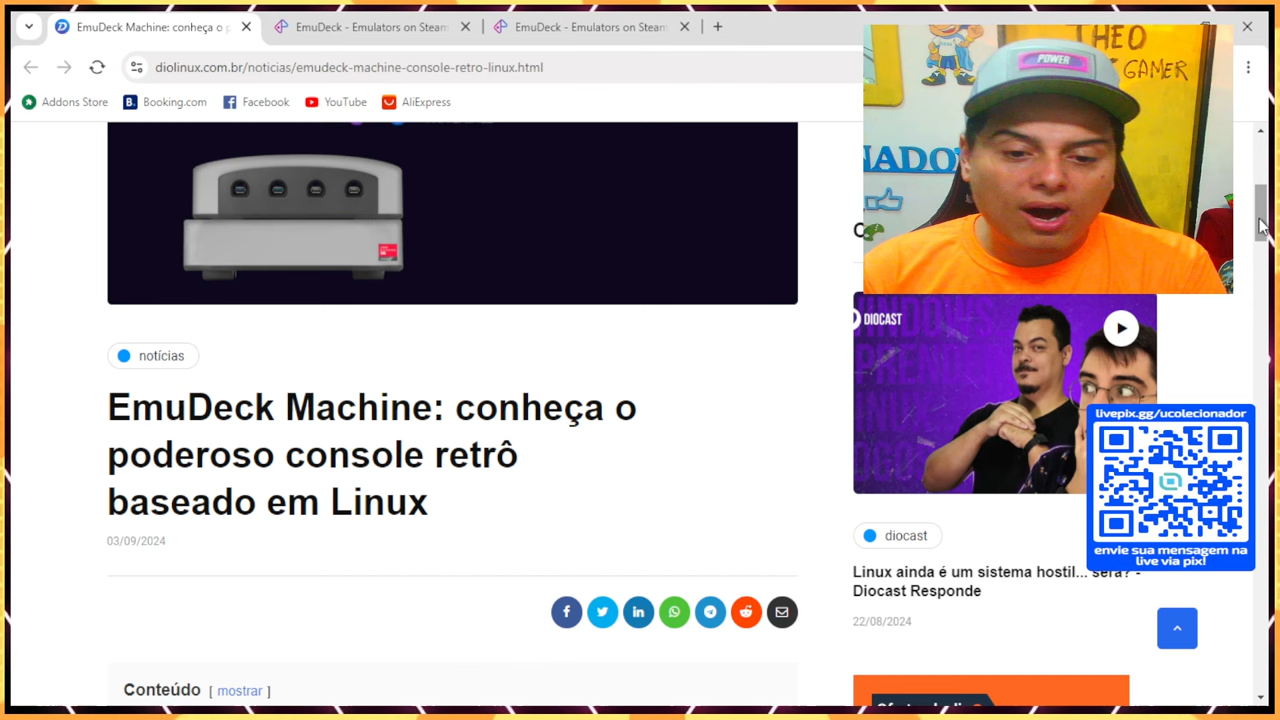 EmuDeck Machine: conheça o p
EmuDeck - Emulators on Steam
EmuDeck - Emulators on Steam
diolinux.com.br/noticias/emudeck-machine-console-retro-linux.html
Addons Store
Booking.com
Facebook
YouTube
AliExpress
THEO
GAMER
POWER
NADO
notícias
EmuDeck Machine: conheça o
poderoso console retrô
baseado em Linux
03/09/2024
Conteúdo [ mostrar ]
DIOCAST
diocast
Linux ainda é um sistema hostil... será? -
Diocast Responde
22/08/2024
livepix.gg/ucolecionador
envie sua mensagem na
live via pix!